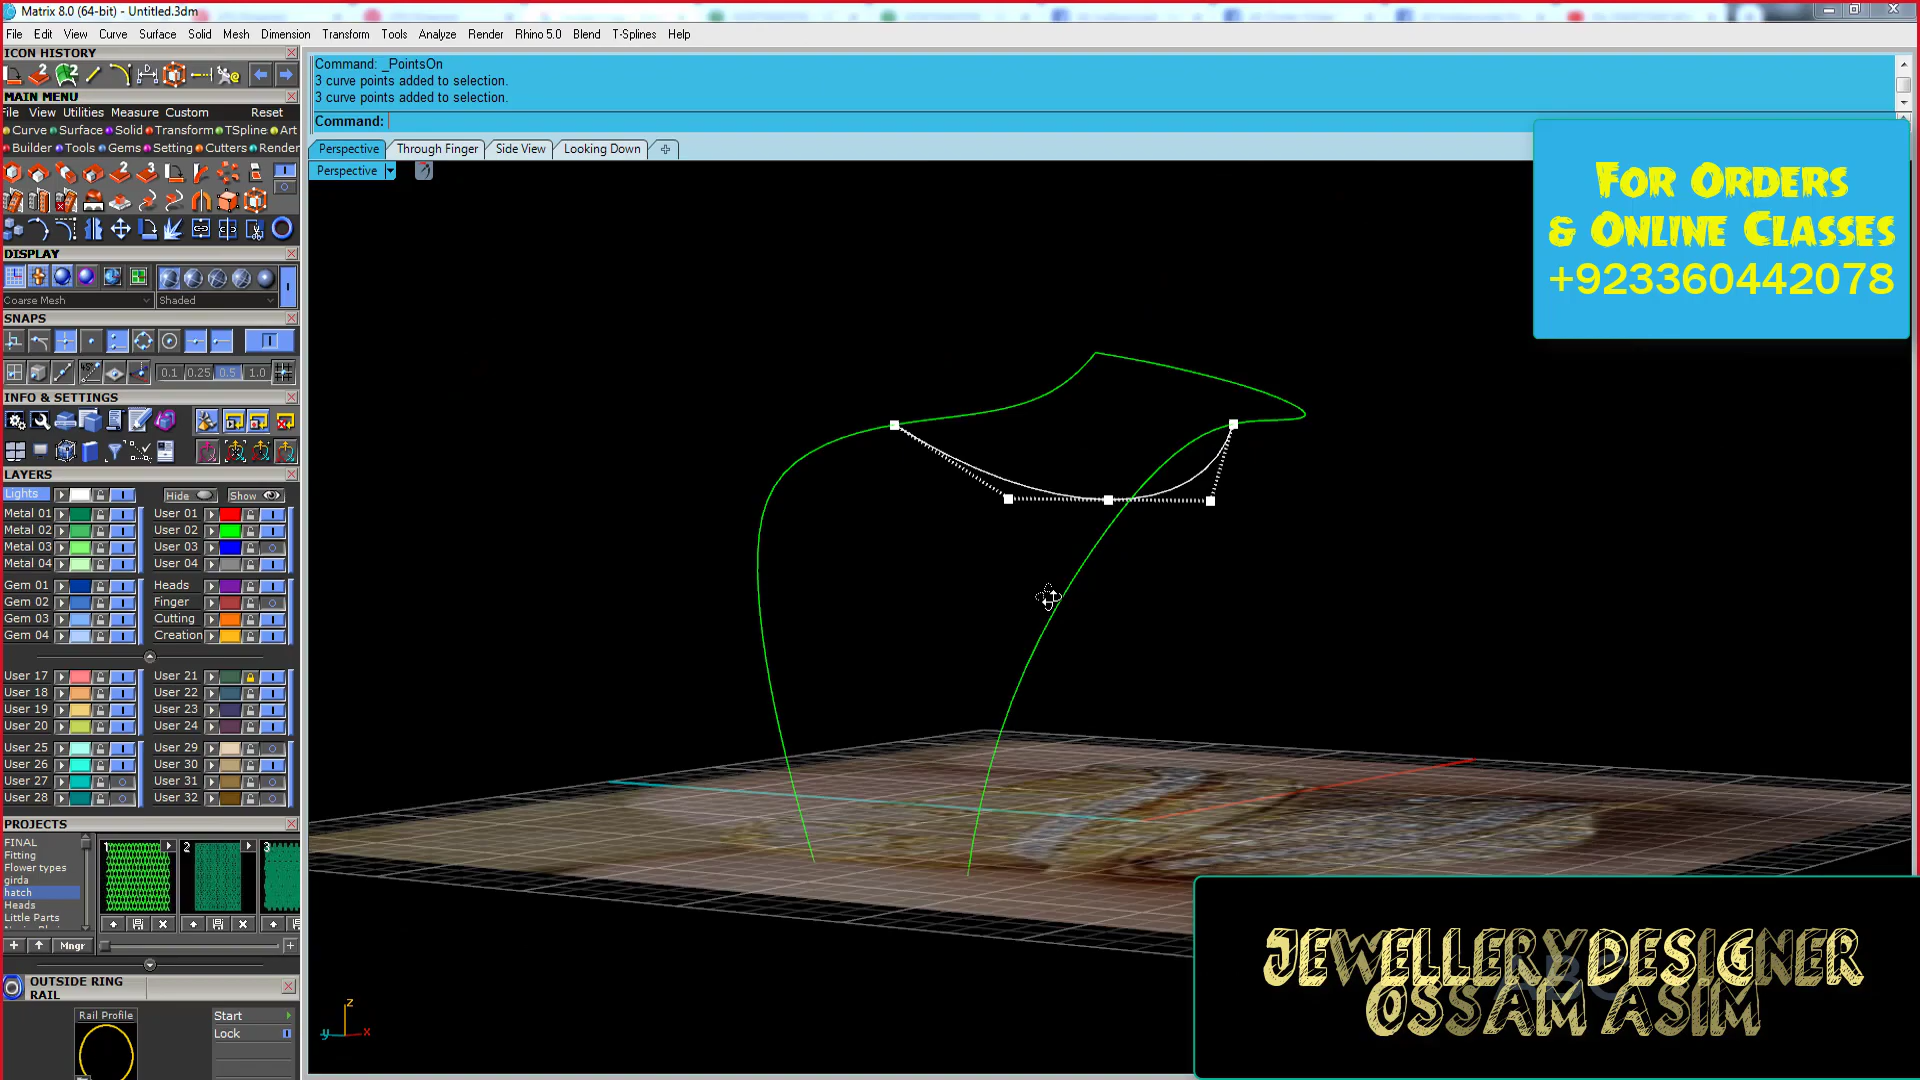 Matrix 8.0 (64-bit) - Untitled.3dm
File Edit View Curve Surface Solid Mesh Dimension Transform Tools Analyze Render Rhino 5.0 Blend T-Splines Help
ICON HISTORY
MAIN MENU
File View Utilities Measure Custom Reset
Curve Surface Solid Transform TSpline Art
Builder Tools Gems Setting Cutters Render
DISPLAY
Coarse Mesh Shaded
SNAPS
0.1 0.25 0.5 1.0
INFO & SETTINGS
LAYERS
Lights Hide Show
Metal 01 User 01
Metal 02 User 02
Metal 03 User 03
Metal 04 User 04
Gem 01 Heads
Gem 02 Finger
Gem 03 Cutting
Gem 04 Creation
User 17 User 21
User 18 User 22
User 19 User 23
User 20 User 24
User 25 User 29
User 26 User 30
User 27 User 31
User 28 User 32
PROJECTS
FINAL
Fitting
Flower types
girda
hatch
Heads
Little Parts
1 2 3
Mngr
OUTSIDE RING
RAIL
Rail Profile
Start
Lock
Command: _PointsOn
3 curve points added to selection.
3 curve points added to selection.
Command:
Perspective Through Finger Side View Looking Down
Perspective
z
y x
For Orders
& Online Classes
+923360442078
JEWELLERY DESIGNER
OSSAM ASIM